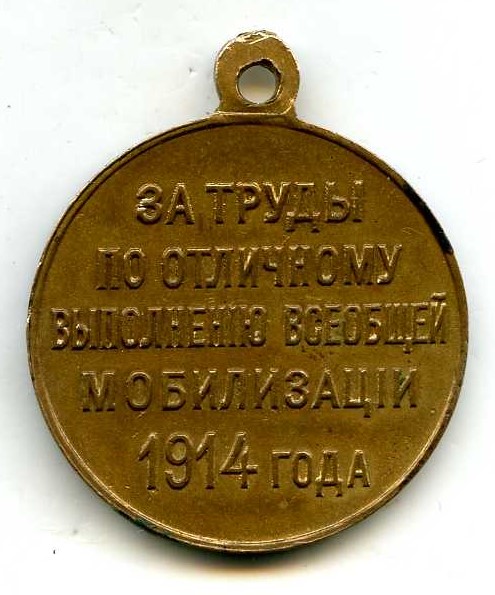 ЗА ТРУДЫ
ПО ОТЛИЧНОМУ
ВЫПОЛНЕНІЮ ВСЕОБЩЕЙ
МОБИЛИЗАЦІИ
1914 ГОДА